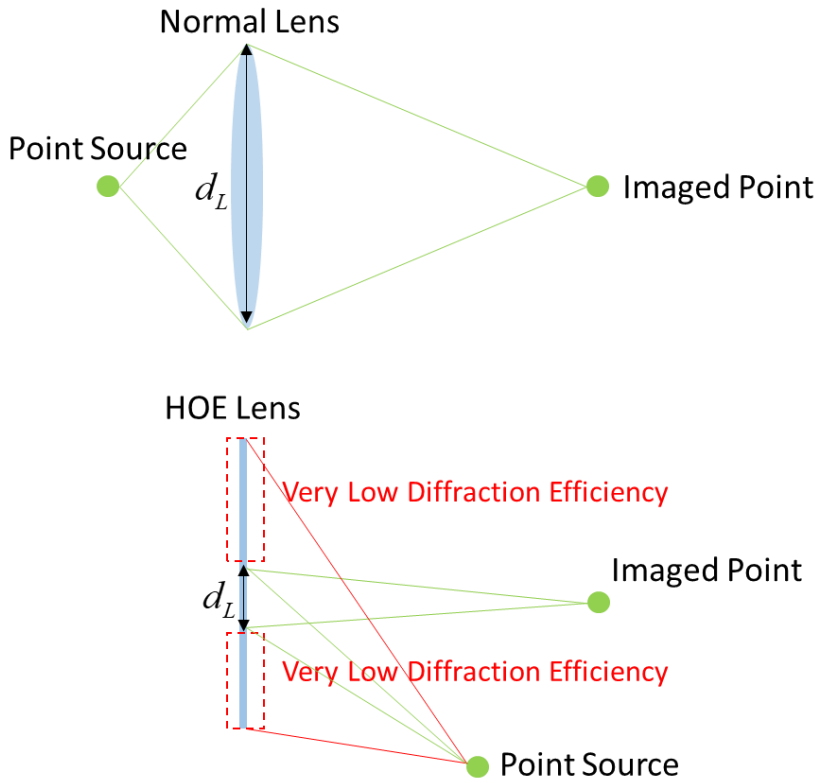 Normal Lens
Point Source
d_L
Imaged Point
HOE Lens
Very Low Diffraction Efficiency
Imaged Point
d_L
Very Low Diffraction Efficiency
Point Source